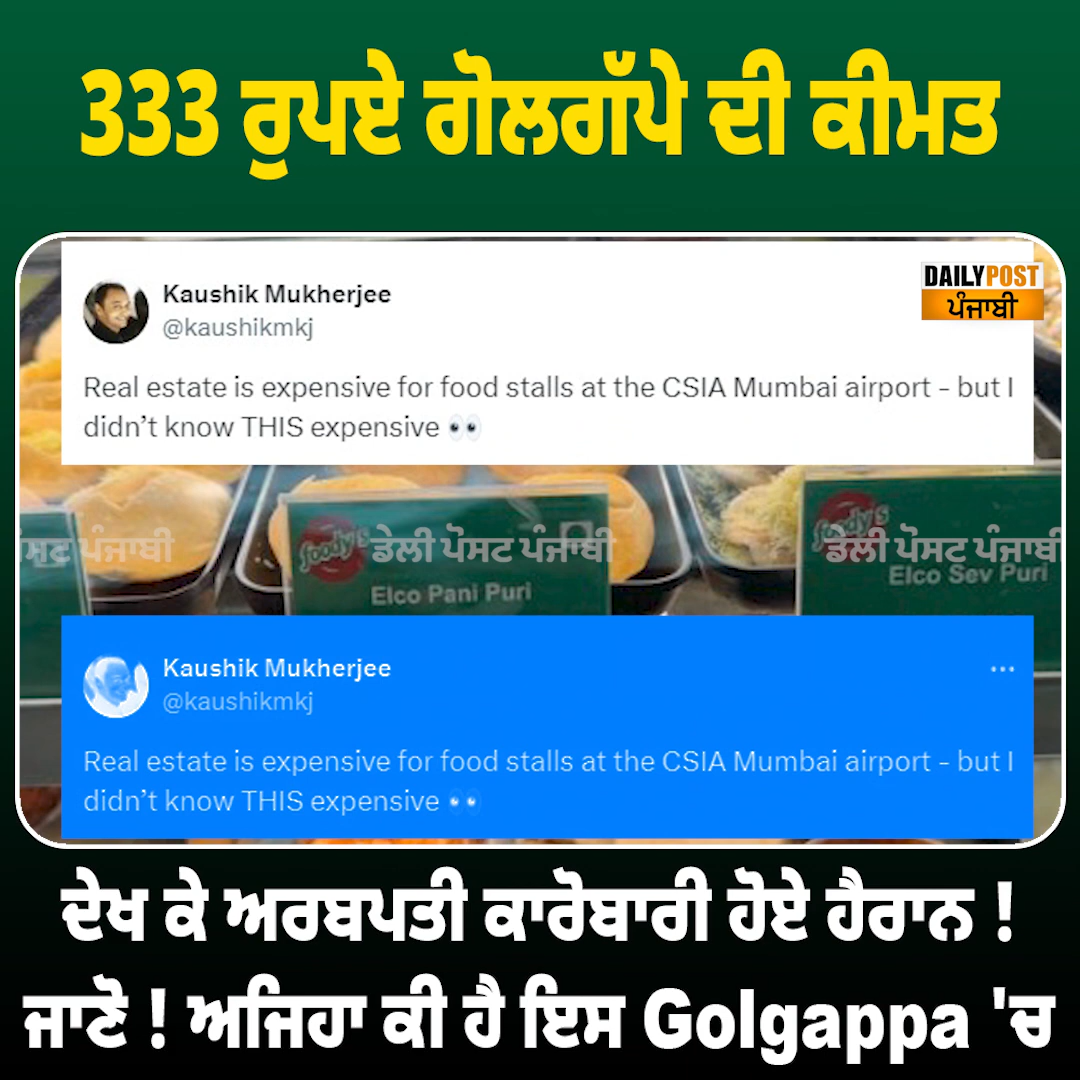 333 ਰੁਪਏ ਗੋਲਗੱਪੇ ਦੀ ਕੀਮਤ
Kaushik Mukherjee
@kaushikmkj
DAILYPOST
ਪੰਜਾਬੀ
Real estate is expensive for food stalls at the CSIA Mumbai airport - but I
didn’t know THIS expensive 👀
ਸਟ ਪੰਜਾਬੀ
foody's
ਡੇਲੀ ਪੋਸਟ ਪੰਜਾਬੀ
Elco Pani Puri
foody's
ਡੇਲੀ ਪੋਸਟ ਪੰਜਾਬੀ
Elco Sev Puri
Kaushik Mukherjee
@kaushikmkj
Real estate is expensive for food stalls at the CSIA Mumbai airport - but I
didn’t know THIS expensive 👀
ਦੇਖ ਕੇ ਅਰਬਪਤੀ ਕਾਰੋਬਾਰੀ ਹੋਏ ਹੈਰਾਨ !
ਜਾਣੋ ! ਅਜਿਹਾ ਕੀ ਹੈ ਇਸ Golgappa 'ਚ